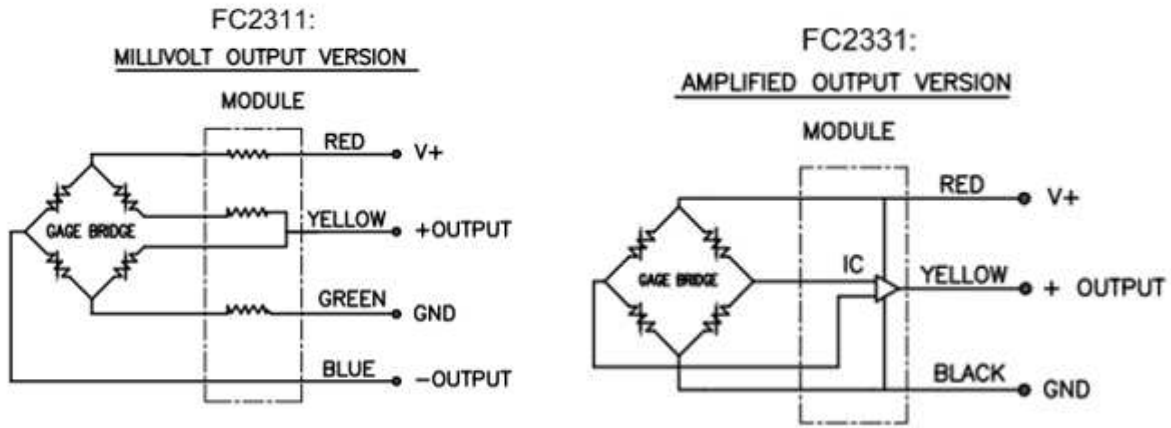 FC2311:
MILLIVOLT OUTPUT VERSION
MODULE
RED
V+
GAGE BRIDGE
YELLOW
+OUTPUT
GREEN
GND
BLUE
-OUTPUT
FC2331:
AMPLIFIED OUTPUT VERSION
MODULE
RED
V+
GAGE BRIDGE
IC
YELLOW
+ OUTPUT
BLACK
GND